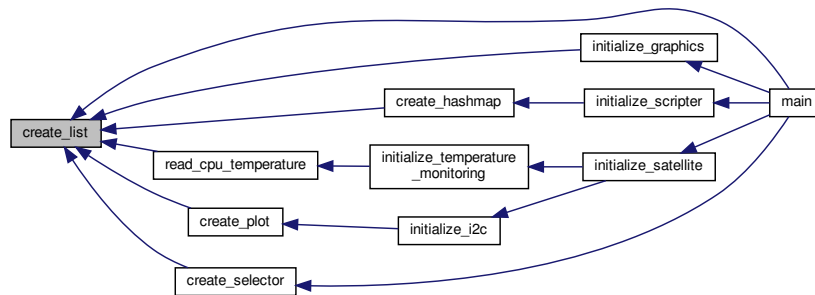 initialize_graphics
create_hashmap
initialize_scripter
main
create_list
read_cpu_temperature
initialize_temperature
_monitoring
initialize_satellite
create_plot
initialize_i2c
create_selector